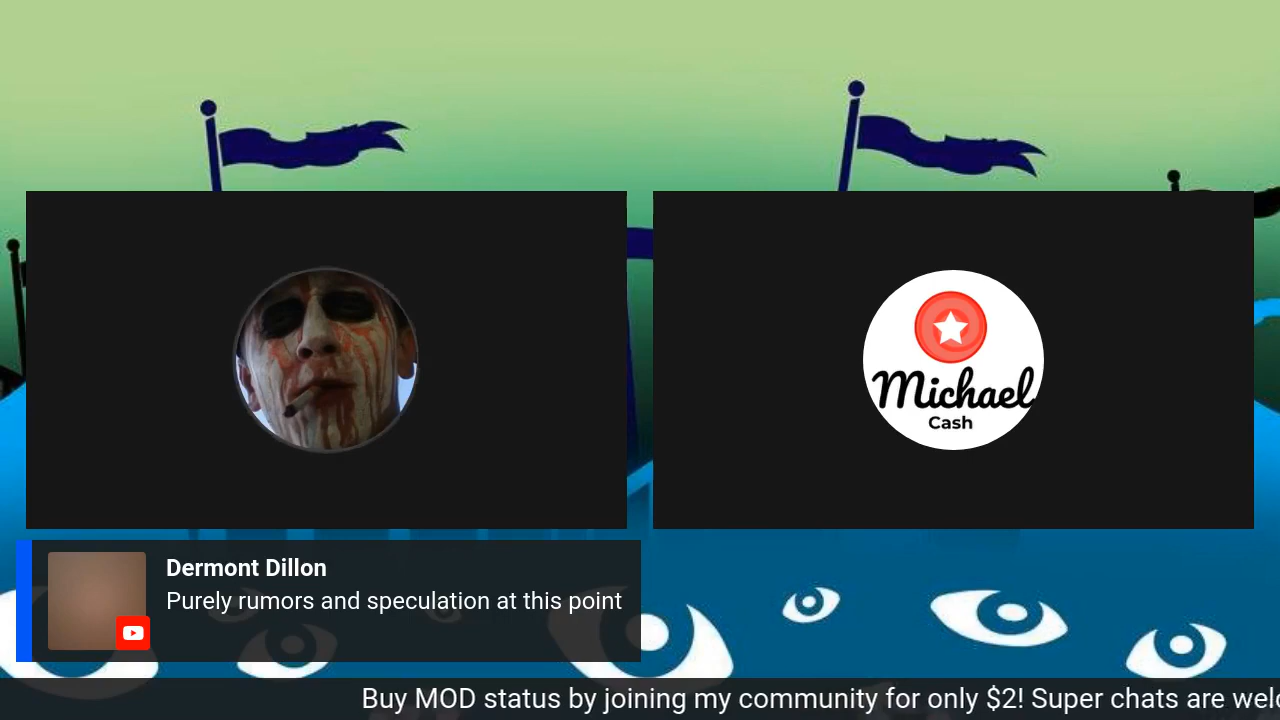 Michael
Cash
Dermont Dillon
Purely rumors and speculation at this point
Buy MOD status by joining my community for only $2! Super chats are